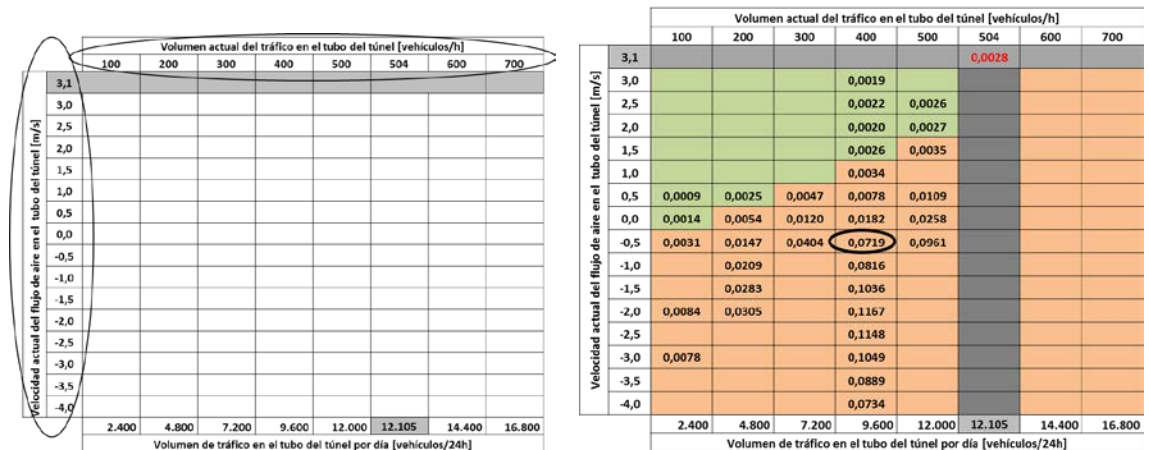 Volumen actual del tráfico en el tubo del túnel [vehículos/h]
100 200 300 400 500 504 600 700
Velocidad actual del flujo de aire en el tubo del túnel [m/s]
3,1
3,0
2,5
2,0
1,5
1,0
0,5
0,0
-0,5
-1,0
-1,5
-2,0
-2,5
-3,0
-3,5
-4,0
2.400 4.800 7.200 9.600 12.000 12.105 14.400 16.800
Volumen de tráfico en el tubo del túnel por día [vehículos/24h]
Volumen actual del tráfico en el tubo del túnel [vehículos/h]
100 200 300 400 500 504 600 700
Velocidad actual del flujo de aire en el tubo del túnel [m/s]
3,1 0,0028
3,0 0,0019
2,5 0,0022 0,0026
2,0 0,0020 0,0027
1,5 0,0026 0,0035
1,0 0,0034
0,5 0,0009 0,0025 0,0047 0,0078 0,0109
0,0 0,0014 0,0054 0,0120 0,0182 0,0258
-0,5 0,0031 0,0147 0,0404 0,0719 0,0961
-1,0 0,0209 0,0816
-1,5 0,0283 0,1036
-2,0 0,0084 0,0305 0,1167
-2,5 0,1148
-3,0 0,0078 0,1049
-3,5 0,0889
-4,0 0,0734
2.400 4.800 7.200 9.600 12.000 12.105 14.400 16.800
Volumen de tráfico en el tubo del túnel por día [vehículos/24h]